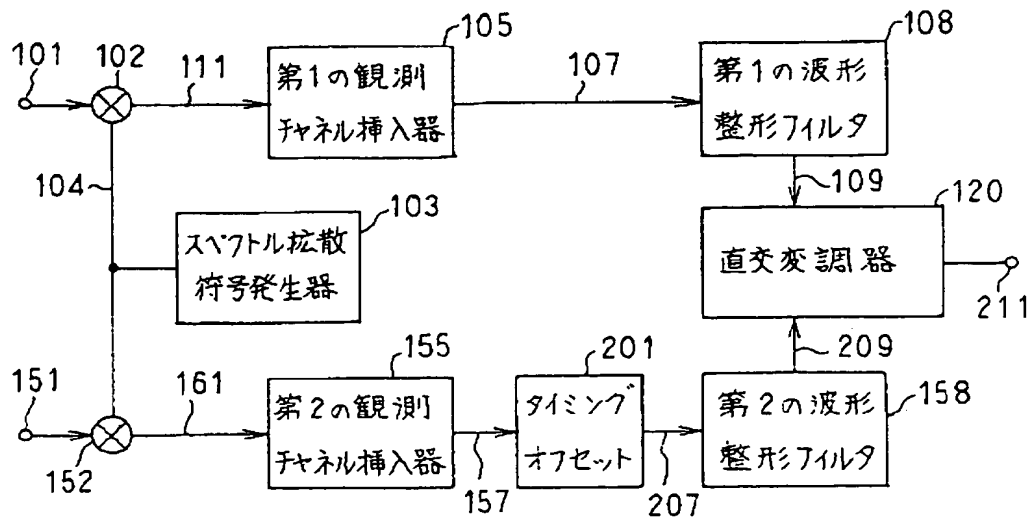 101
102
111
105
第1の観測
チャネル挿入器
107
108
第1の波形
整形フィルタ
104
103
スペクトル拡散
符号発生器
109
120
直交変調器
211
151
152
161
155
第2の観測
チャネル挿入器
157
201
タイミング
オフセット
207
209
第2の波形
整形フィルタ
158